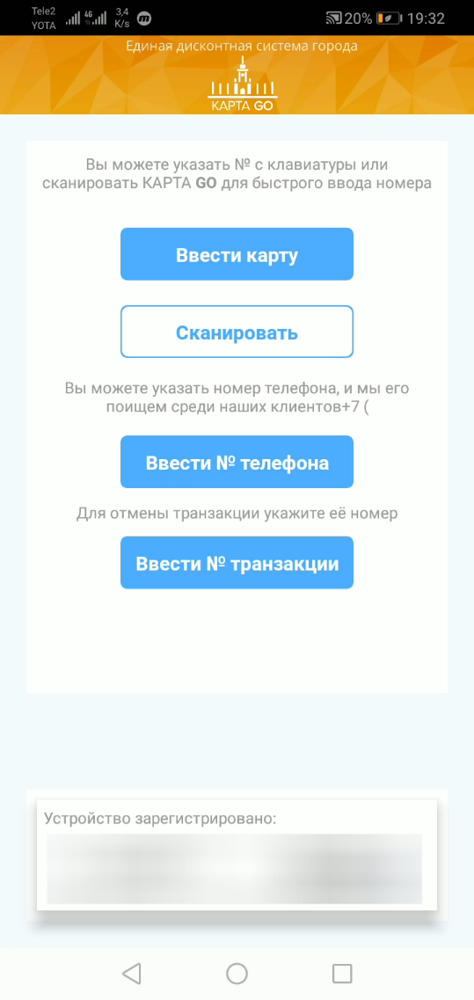 Tele2
YOTA
4G
3,4
K/s
20%
19:32
Единая дисконтная система города
КАРТА GO
Вы можете указать № с клавиатуры или
сканировать КАРТА GO для быстрого ввода номера
Ввести карту
Сканировать
Вы можете указать номер телефона, и мы его
поищем среди наших клиентов+7 (
Ввести № телефона
Для отмены транзакции укажите её номер
Ввести № транзакции
Устройство зарегистрировано: